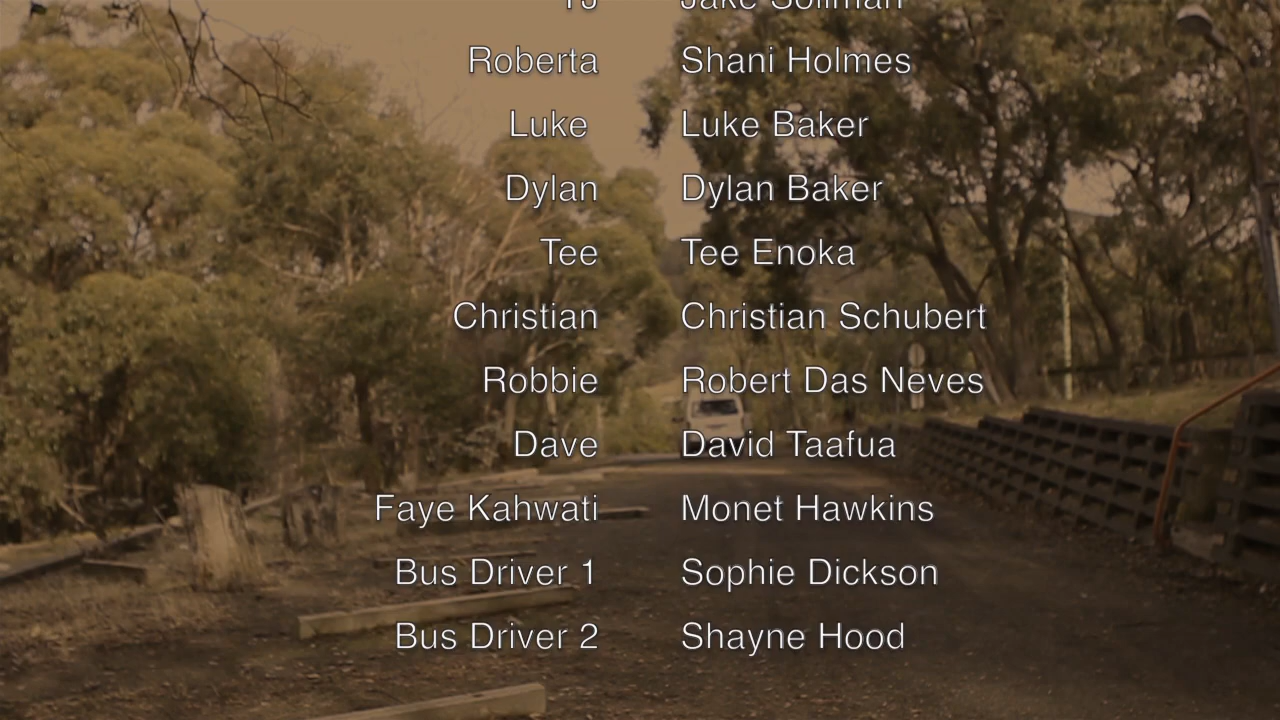 Roberta Shani Holmes
Luke Luke Baker
Dylan Dylan Baker
Tee Tee Enoka
Christian Christian Schubert
Robbie Robert Das Neves
Dave David Taafua
Faye Kahwati Monet Hawkins
Bus Driver 1 Sophie Dickson
Bus Driver 2 Shayne Hood